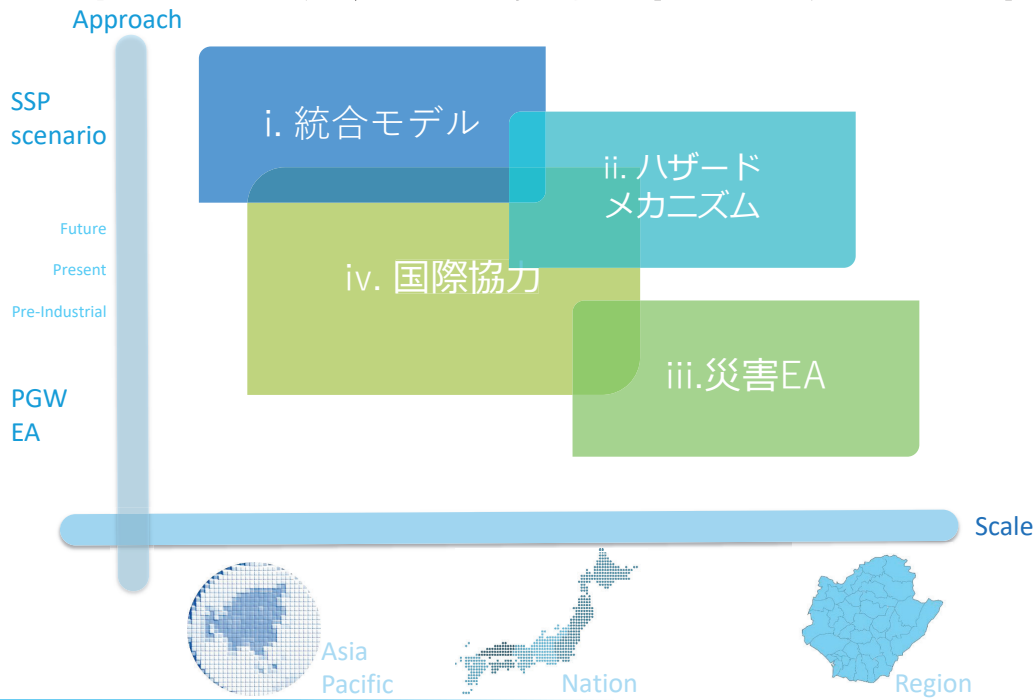 Approach
SSP
scenario
i. 統合モデル
ii. ハザード
メカニズム
Future
Present
Pre-Industrial
iv. 国際協力
iii.災害EA
PGW
EA
Scale
Asia
Pacific
Nation
Region